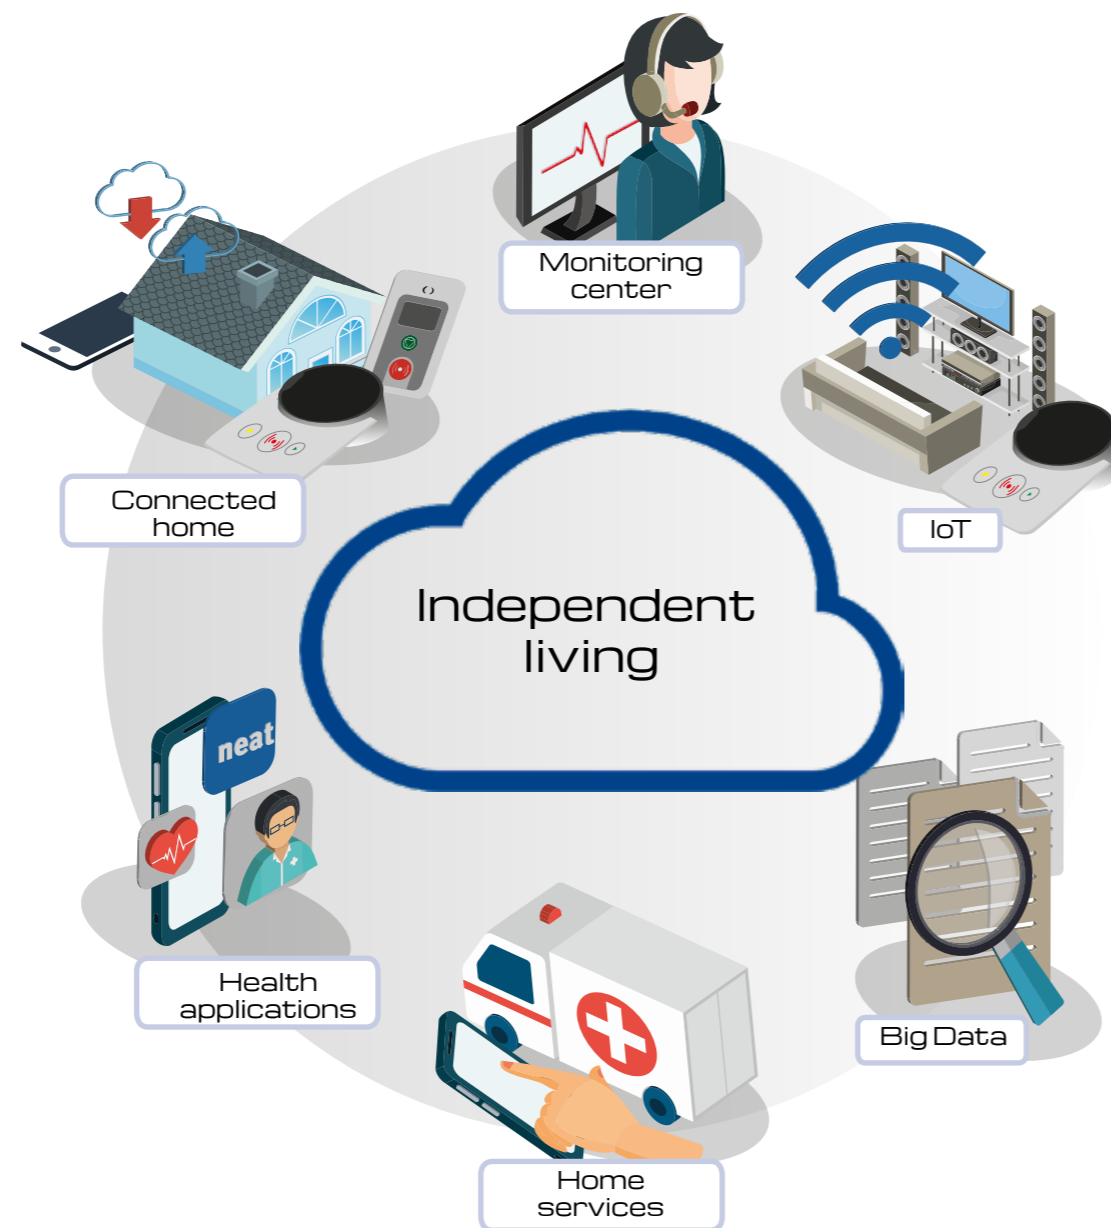 Monitoring
center
Connected
home
IoT
Independent
living
neat
Health
applications
Big Data
Home
services